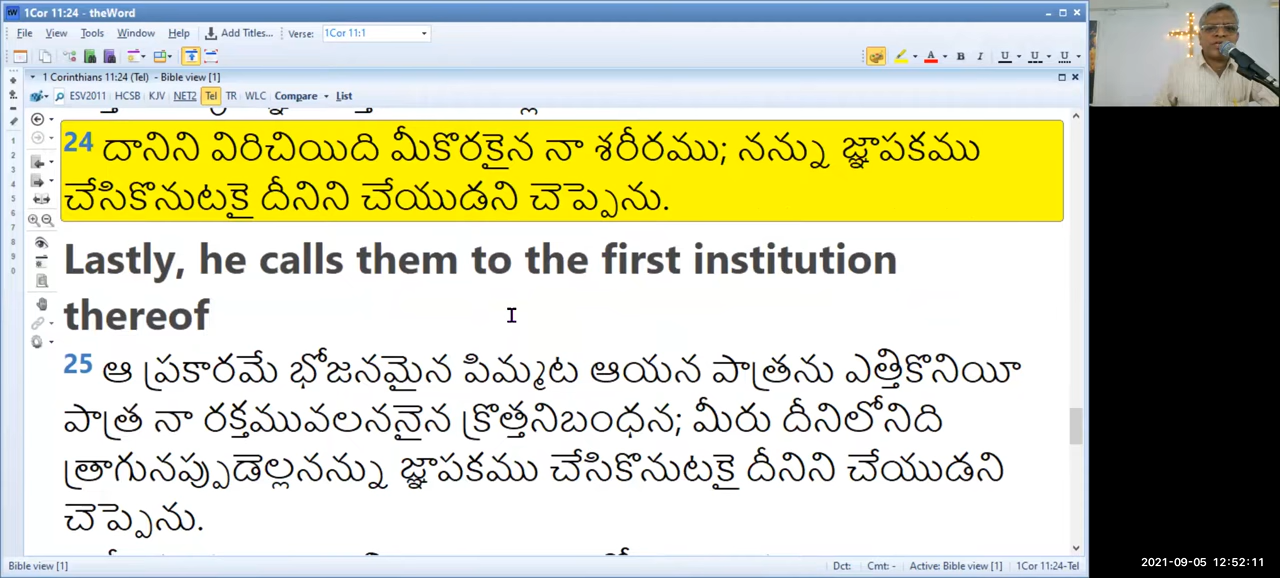 1Cor 11:24 - theWord
File View Tools Window Help Add Titles... Verse: 1Cor 11:1
B I U U U
1 Corinthians 11:24 (Tel) - Bible view [1]
ESV2011 HCSB KJV NET2 Tel TR WLC Compare List
24 దానిని విరిచియిది మీకొరకైన నా శరీరము; నన్ను జ్ఞాపకము
చేసికొనుటకై దీనిని చేయుడని చెప్పెను.
Lastly, he calls them to the first institution
thereof
25 ఆ ప్రకారమే భోజనమైన పిమ్మట ఆయన పాత్రను ఎత్తికొనియీ
పాత్ర నా రక్తమువలననైన క్రొత్తనిబంధన; మీరు దీనిలోనిది
త్రాగునప్పుడెల్లనన్ను జ్ఞాపకము చేసికొనుటకై దీనిని చేయుడని
చెప్పెను.
Bible view [1] Dct: Cmt: - Active: Bible view [1] 1Cor 11:24-Tel
2021-09-05 12:52:11